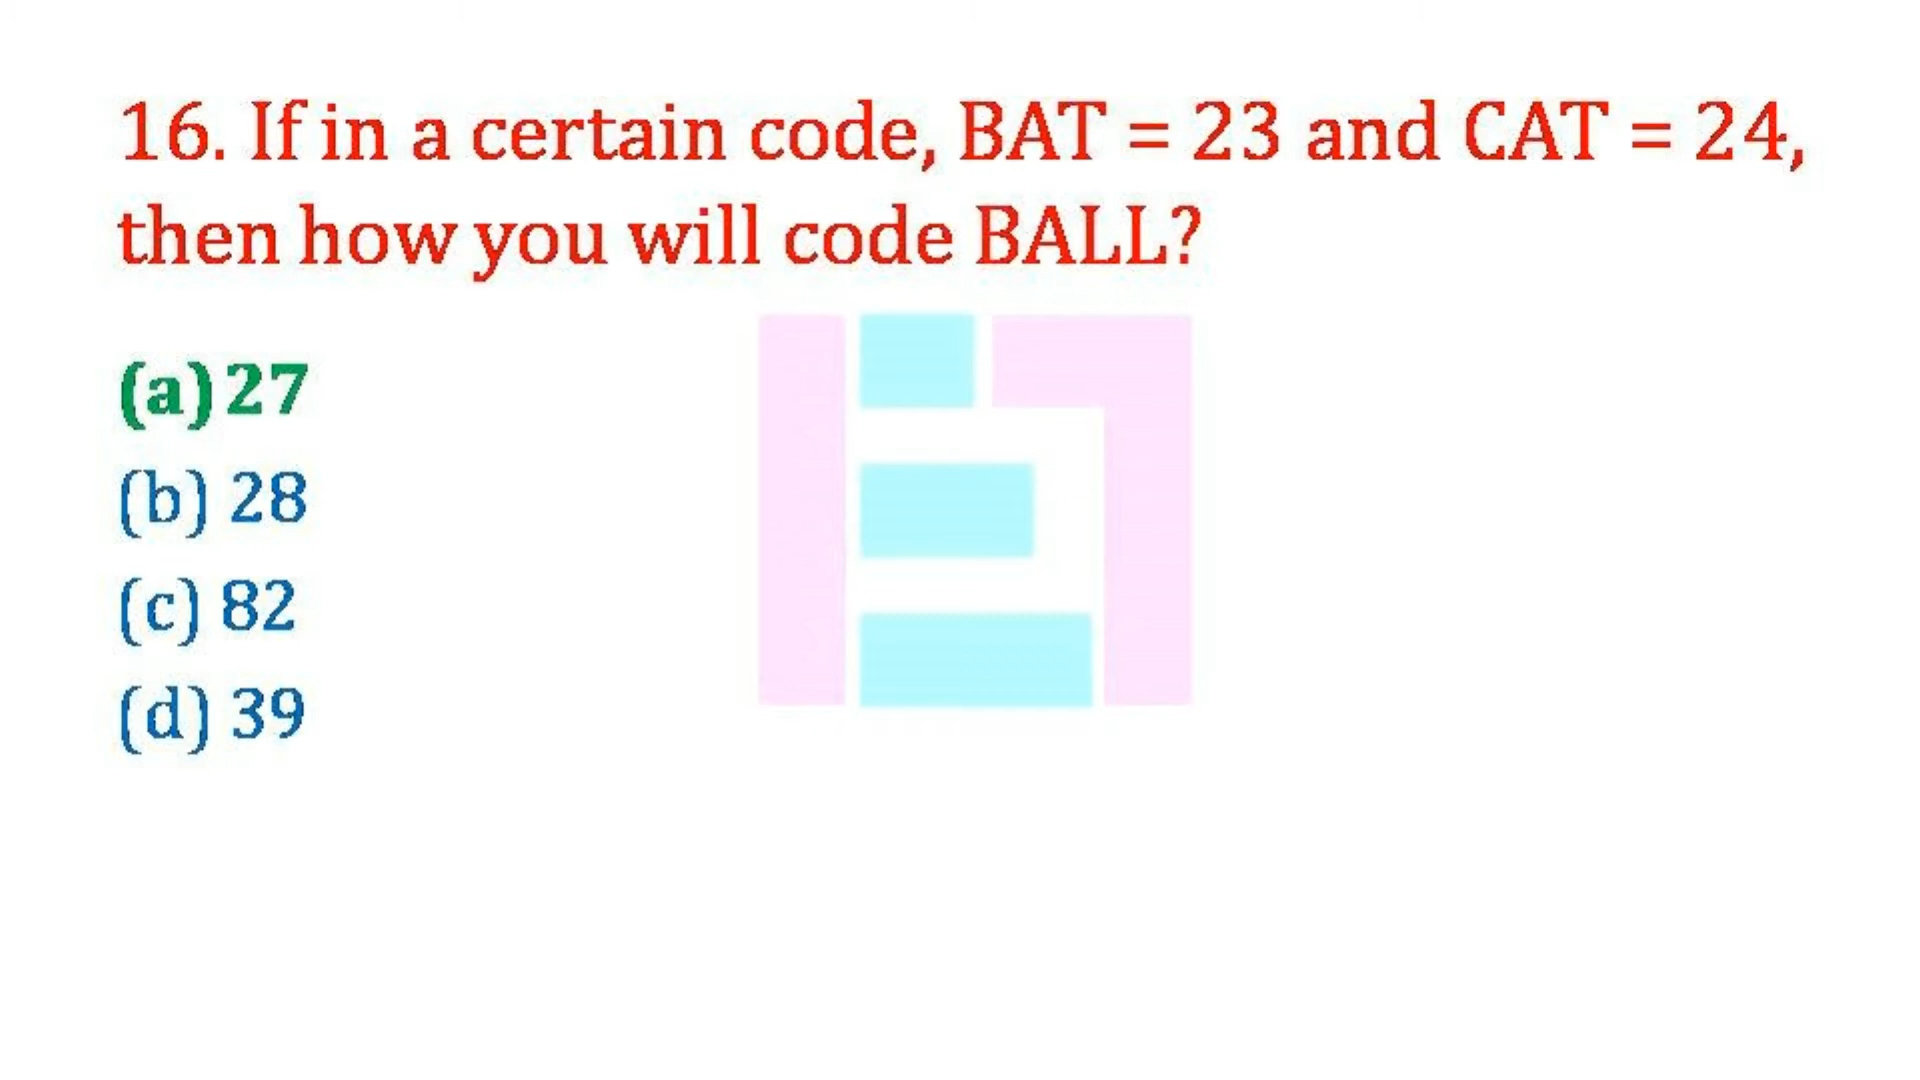 16. If in a certain code, BAT = 23 and CAT = 24,
then how you will code BALL?
(a) 27
(b) 28
(c) 82
(d) 39